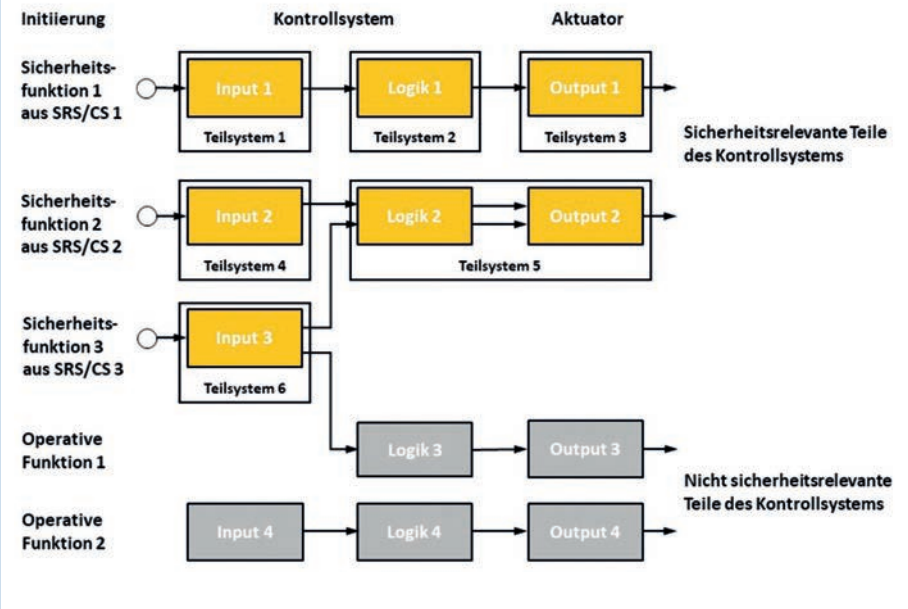 Initiierung
Kontrollsystem
Aktuator
Sicherheits-
funktion 1
aus SRS/CS 1
Input 1
Logik 1
Output 1
Teilsystem 1
Teilsystem 2
Teilsystem 3
Sicherheitsrelevante Teile
des Kontrollsystems
Sicherheits-
funktion 2
aus SRS/CS 2
Input 2
Logik 2
Output 2
Teilsystem 4
Teilsystem 5
Sicherheits-
funktion 3
aus SRS/CS 3
Input 3
Teilsystem 6
Operative
Funktion 1
Logik 3
Output 3
Nicht sicherheitsrelevante
Teile des Kontrollsystems
Operative
Funktion 2
Input 4
Logik 4
Output 4